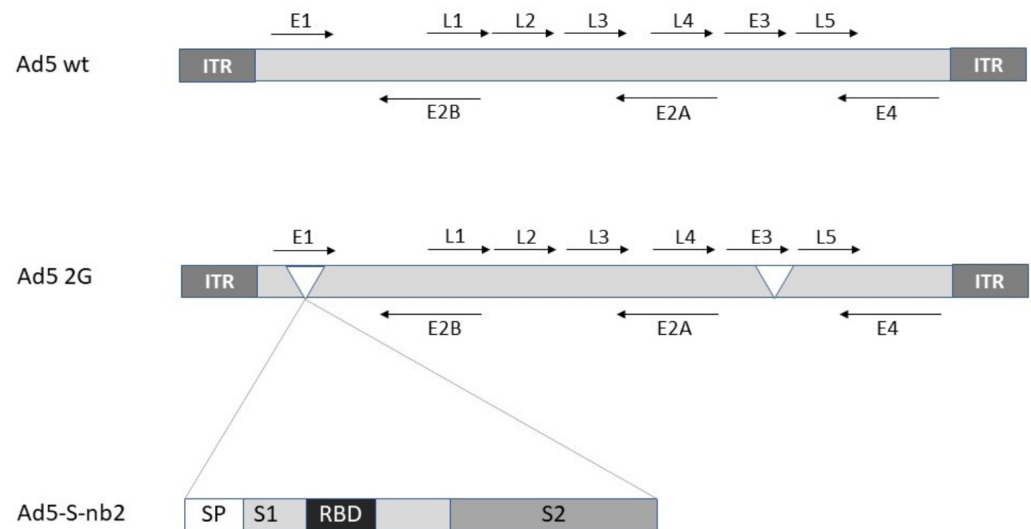 E1 L1 L2 L3 L4 E3 L5
Ad5 wt ITR ITR
E2B E2A E4
E1 L1 L2 L3 L4 E3 L5
Ad5 2G ITR ITR
E2B E2A E4
Ad5-S-nb2 SP S1 RBD S2